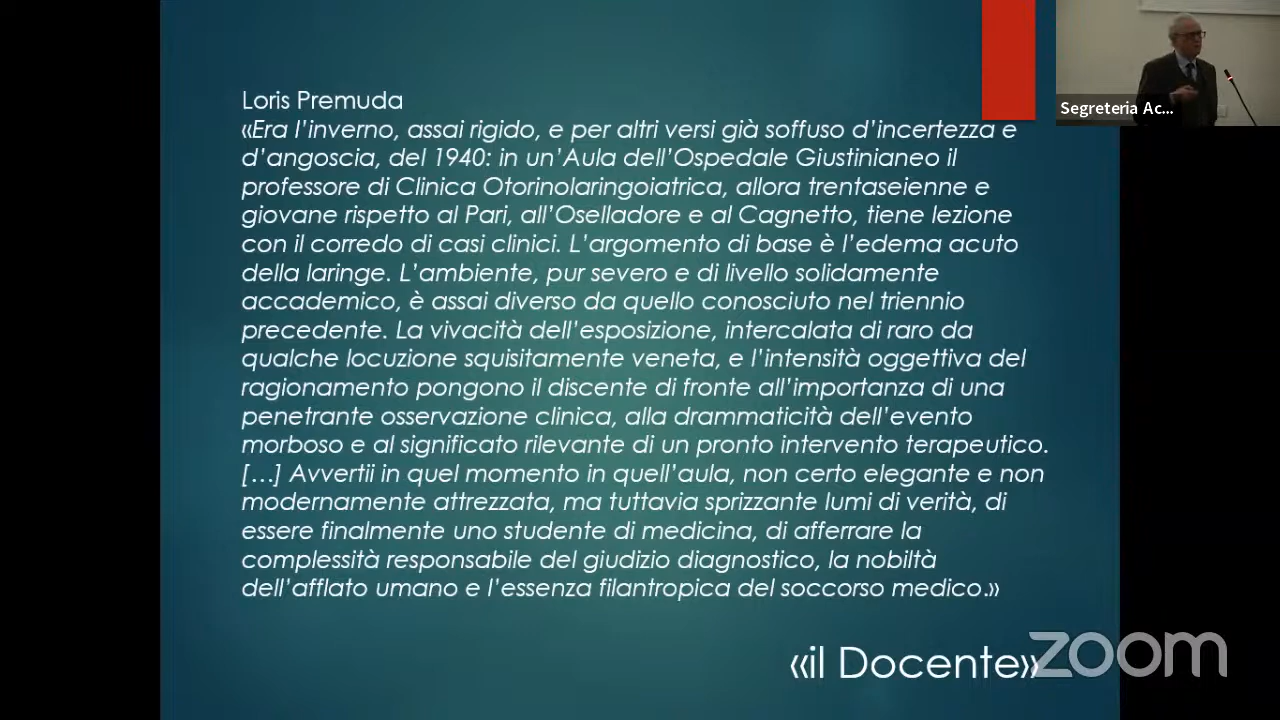 Loris Premuda
«Era l’inverno, assai rigido, e per altri versi già soffuso d’incertezza e
d’angoscia, del 1940: in un’Aula dell’Ospedale Giustinianeo il
professore di Clinica Otorinolaringoiatrica, allora trentaseienne e
giovane rispetto al Pari, all’Oselladore e al Cagnetto, tiene lezione
con il corredo di casi clinici. L’argomento di base è l’edema acuto
della laringe. L’ambiente, pur severo e di livello solidamente
accademico, è assai diverso da quello conosciuto nel triennio
precedente. La vivacità dell’esposizione, intercalata di raro da
qualche locuzione squisitamente veneta, e l’intensità oggettiva del
ragionamento pongono il discente di fronte all’importanza di una
penetrante osservazione clinica, alla drammaticità dell’evento
morboso e al significato rilevante di un pronto intervento terapeutico.
[…] Avvertii in quel momento in quell’aula, non certo elegante e non
modernamente attrezzata, ma tuttavia sprizzante lumi di verità, di
essere finalmente uno studente di medicina, di afferrare la
complessità responsabile del giudizio diagnostico, la nobiltà
dell’afflato umano e l’essenza filantropica del soccorso medico.»
«il Docente»
Segreteria Ac...
zoom